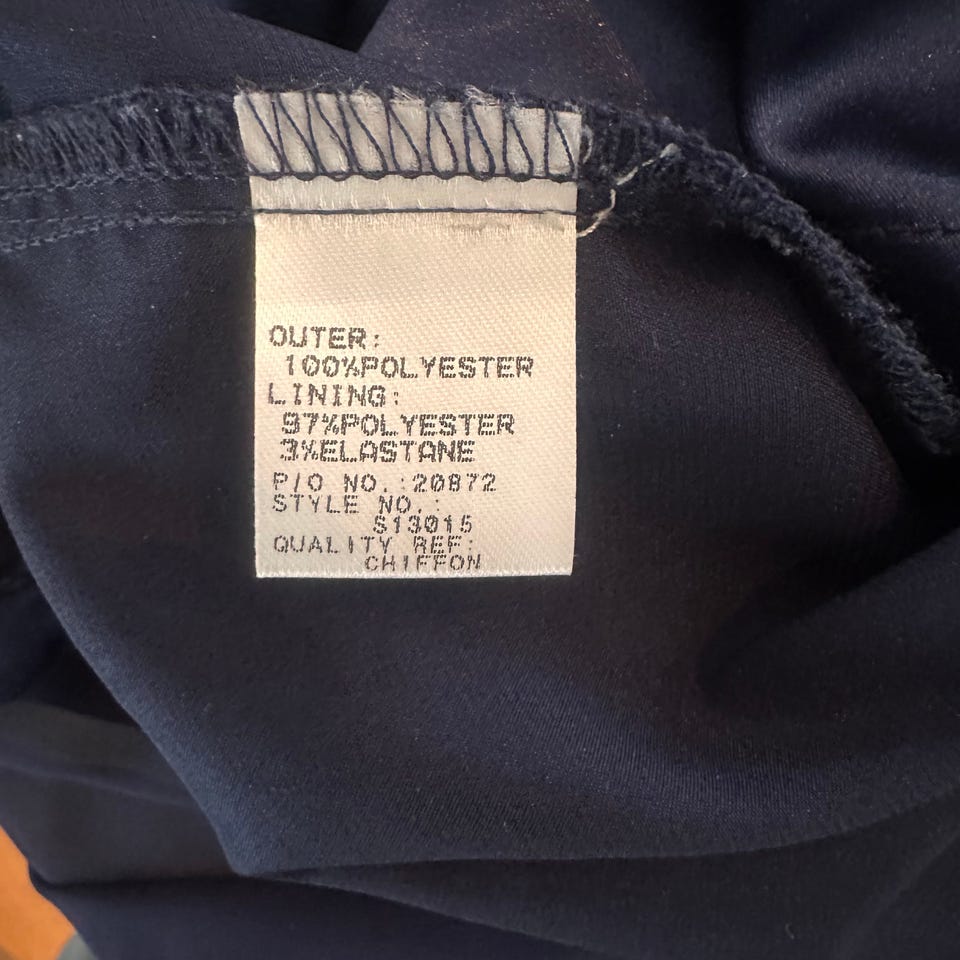 OUTER:
100%POLYESTER
LINING:
97%POLYESTER
3%ELASTANE
P/O NO.:20872
STYLE NO.:
S13015
QUALITY REF:
CHIFFON